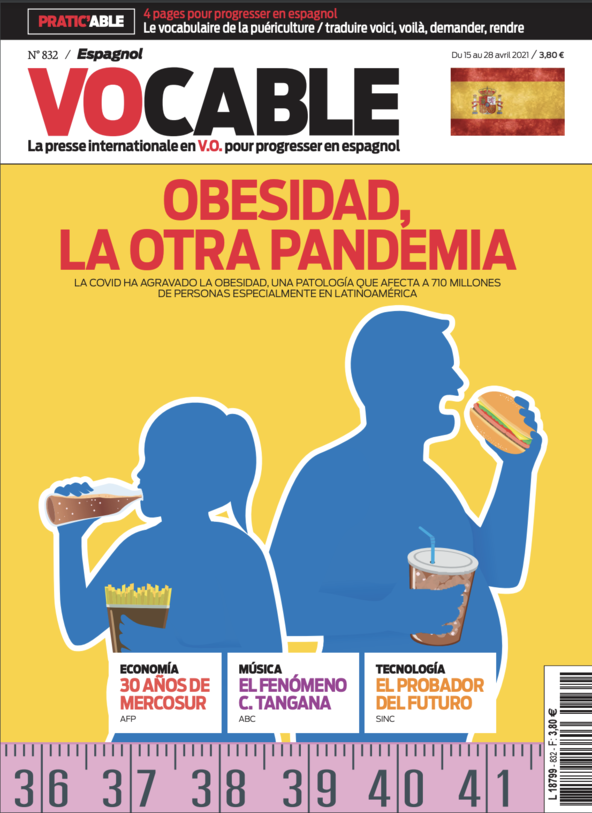 PRATIC'ABLE
4 pages pour progresser en espagnol
Le vocabulaire de la puériculture / traduire voici, voilà, demander, rendre
N° 832 / Espagnol
Du 15 au 28 avril 2021 / 3,80 €
VOCABLE
La presse internationale en V.O. pour progresser en espagnol
OBESIDAD,
LA OTRA PANDEMIA
LA COVID HA AGRAVADO LA OBESIDAD, UNA PATOLOGÍA QUE AFECTA A 710 MILLONES
DE PERSONAS ESPECIALMENTE EN LATINOAMÉRICA
ECONOMÍA
30 AÑOS DE
MERCOSUR
AFP
MÚSICA
EL FENÓMENO
C. TANGANA
ABC
TECNOLOGÍA
EL PROBADOR
DEL FUTURO
SINC
L 18799 - 832 - F: 3,80 €
36 37 38 39 40 41